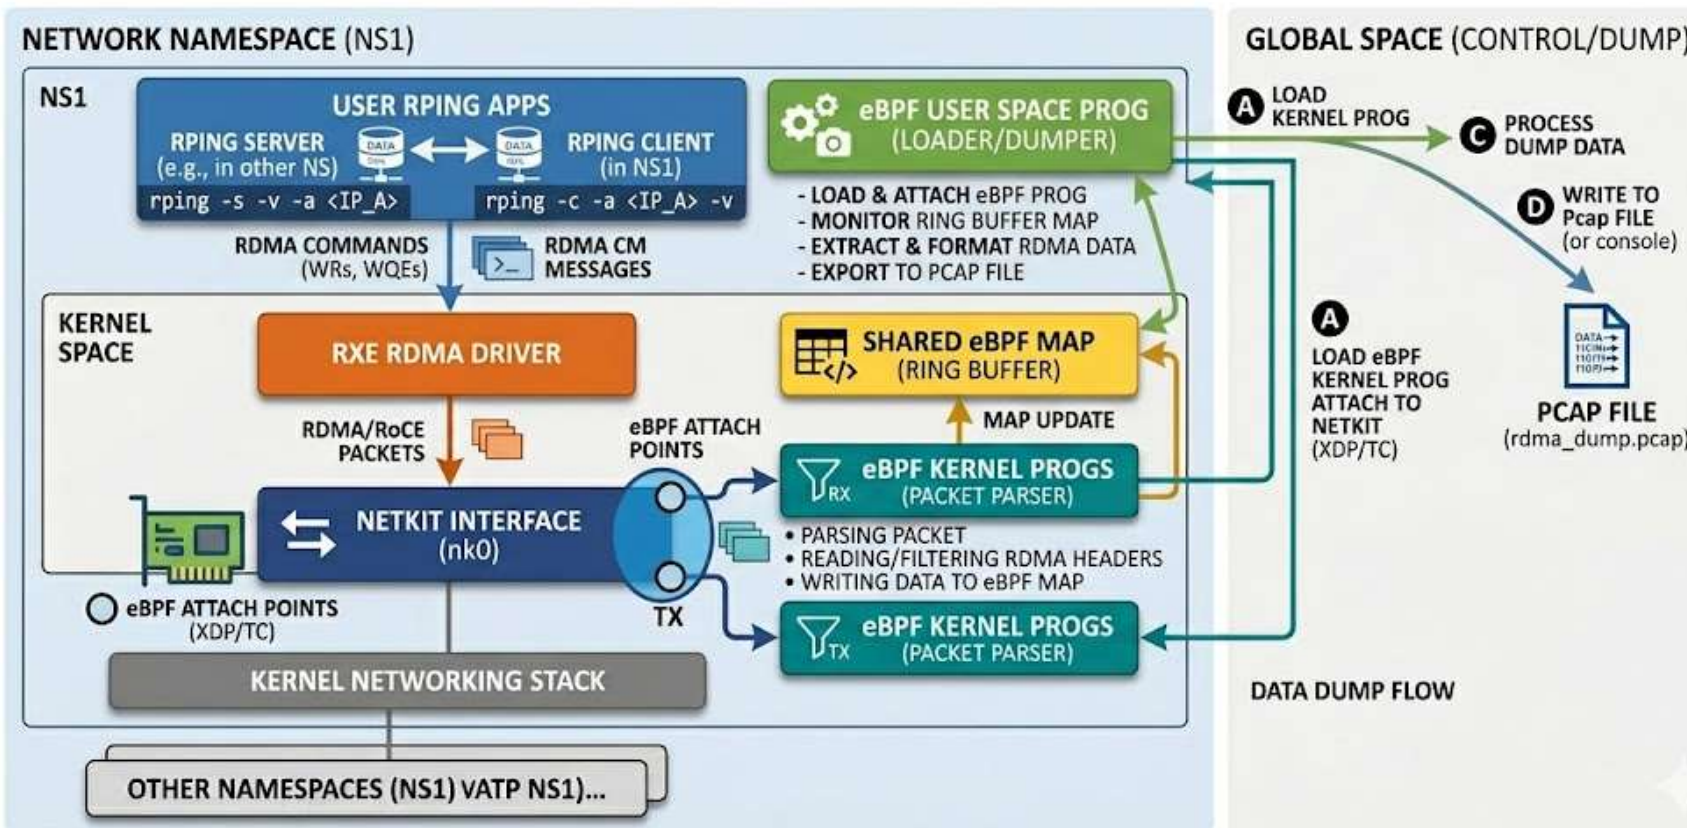 NETWORK NAMESPACE (NS1)
NS1
USER RPING APPS
RPING SERVER
(e.g., in other NS)
DATA
DATA
RPING CLIENT
(in NS1)
rping -s -v -a <IP_A>
rping -c -a <IP_A> -v
RDMA COMMANDS
(WRs, WQEs)
>_
RDMA CM
MESSAGES
eBPF USER SPACE PROG
(LOADER/DUMPER)
- LOAD & ATTACH eBPF PROG
- MONITOR RING BUFFER MAP
- EXTRACT & FORMAT RDMA DATA
- EXPORT TO PCAP FILE
KERNEL
SPACE
RXE RDMA DRIVER
RDMA/RoCE
PACKETS
SHARED eBPF MAP
(RING BUFFER)
MAP UPDATE
eBPF ATTACH
POINTS
NETKIT INTERFACE
(nk0)
TX
eBPF KERNEL PROGS
(PACKET PARSER)
RX
• PARSING PACKET
• READING/FILTERING RDMA HEADERS
• WRITING DATA TO eBPF MAP
eBPF KERNEL PROGS
(PACKET PARSER)
TX
eBPF ATTACH POINTS
(XDP/TC)
KERNEL NETWORKING STACK
OTHER NAMESPACES (NS1) VATP NS1)...
GLOBAL SPACE (CONTROL/DUMP)
A LOAD
KERNEL PROG
C PROCESS
DUMP DATA
D WRITE TO
Pcap FILE
(or console)
A
LOAD eBPF
KERNEL PROG
ATTACH TO
NETKIT
(XDP/TC)
DATA
PCAP FILE
(rdma_dump.pcap)
DATA DUMP FLOW